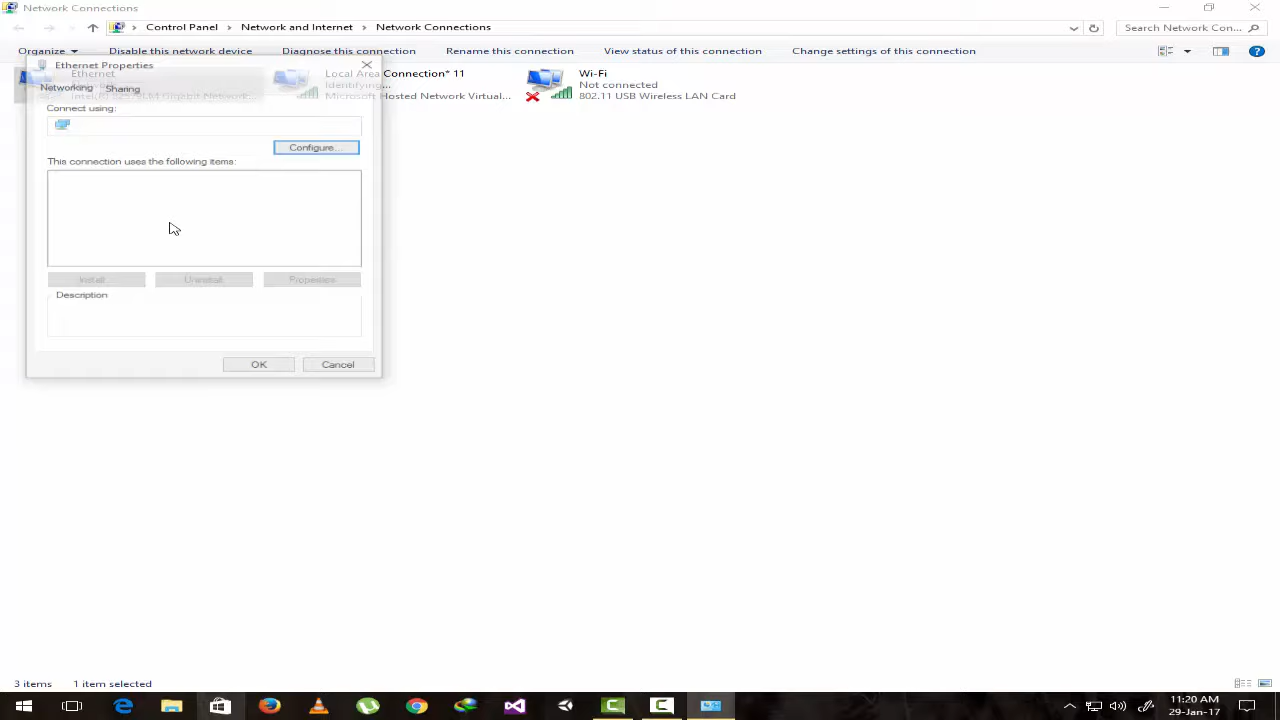 Network Connections
Control Panel > Network and Internet > Network Connections
Search Network Con...
Organize
Disable this network device
Diagnose this connection
Rename this connection
View status of this connection
Change settings of this connection
Ethernet Properties
Ethernet
Networking
Sharing
Local Area Connection* 11
Identifying...
Microsoft Hosted Network Virtual...
Wi-Fi
Not connected
802.11 USB Wireless LAN Card
Connect using:
Configure...
This connection uses the following items:
Install...
Uninstall
Properties
Description
OK
Cancel
3 items
1 item selected
11:20 AM
29-Jan-17